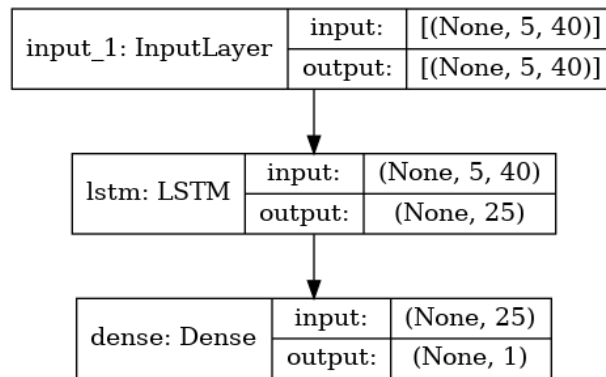 input_1: InputLayer
input: [(None, 5, 40)]
output: [(None, 5, 40)]
lstm: LSTM
input: (None, 5, 40)
output: (None, 25)
dense: Dense
input: (None, 25)
output: (None, 1)